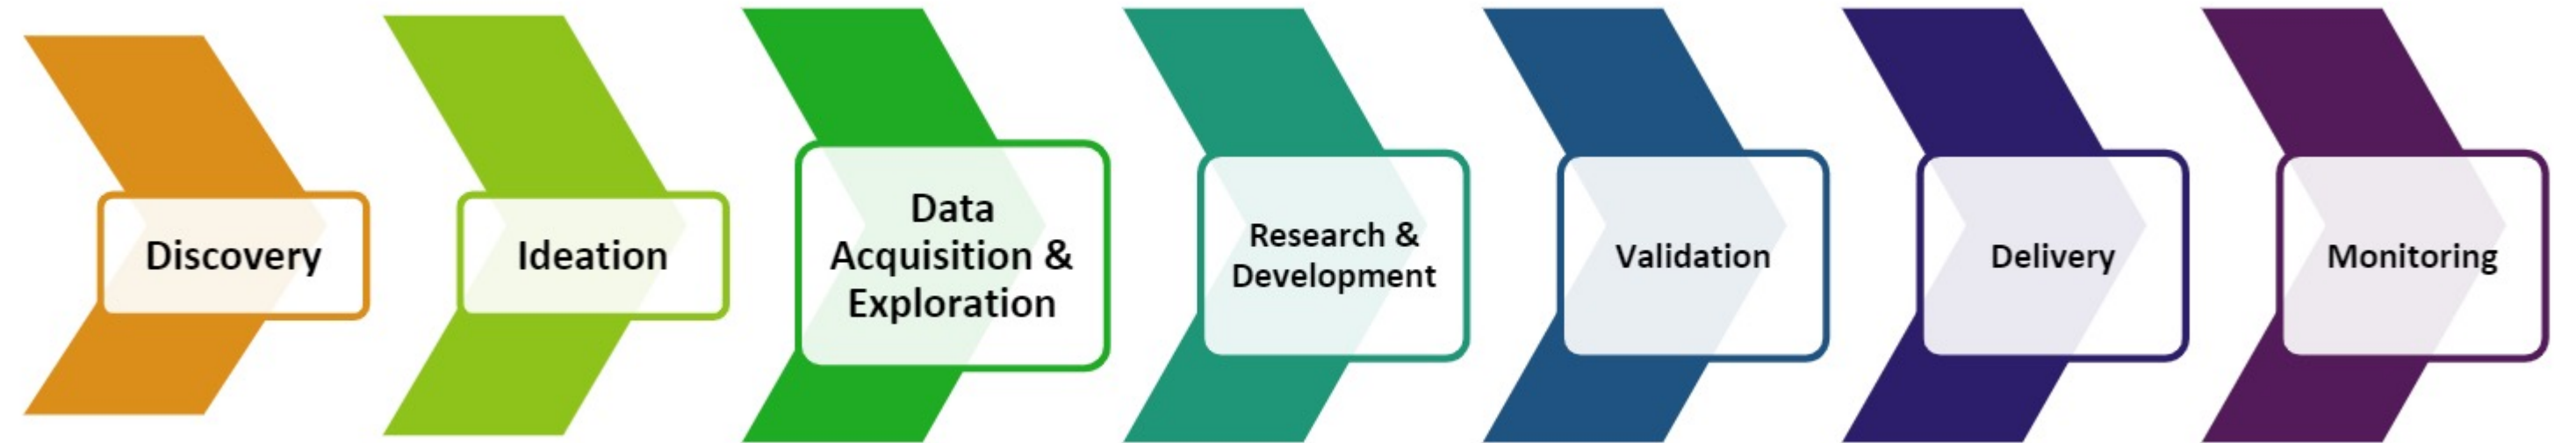 Discovery
Ideation
Data
Acquisition &
Exploration
Research &
Development
Validation
Delivery
Monitoring